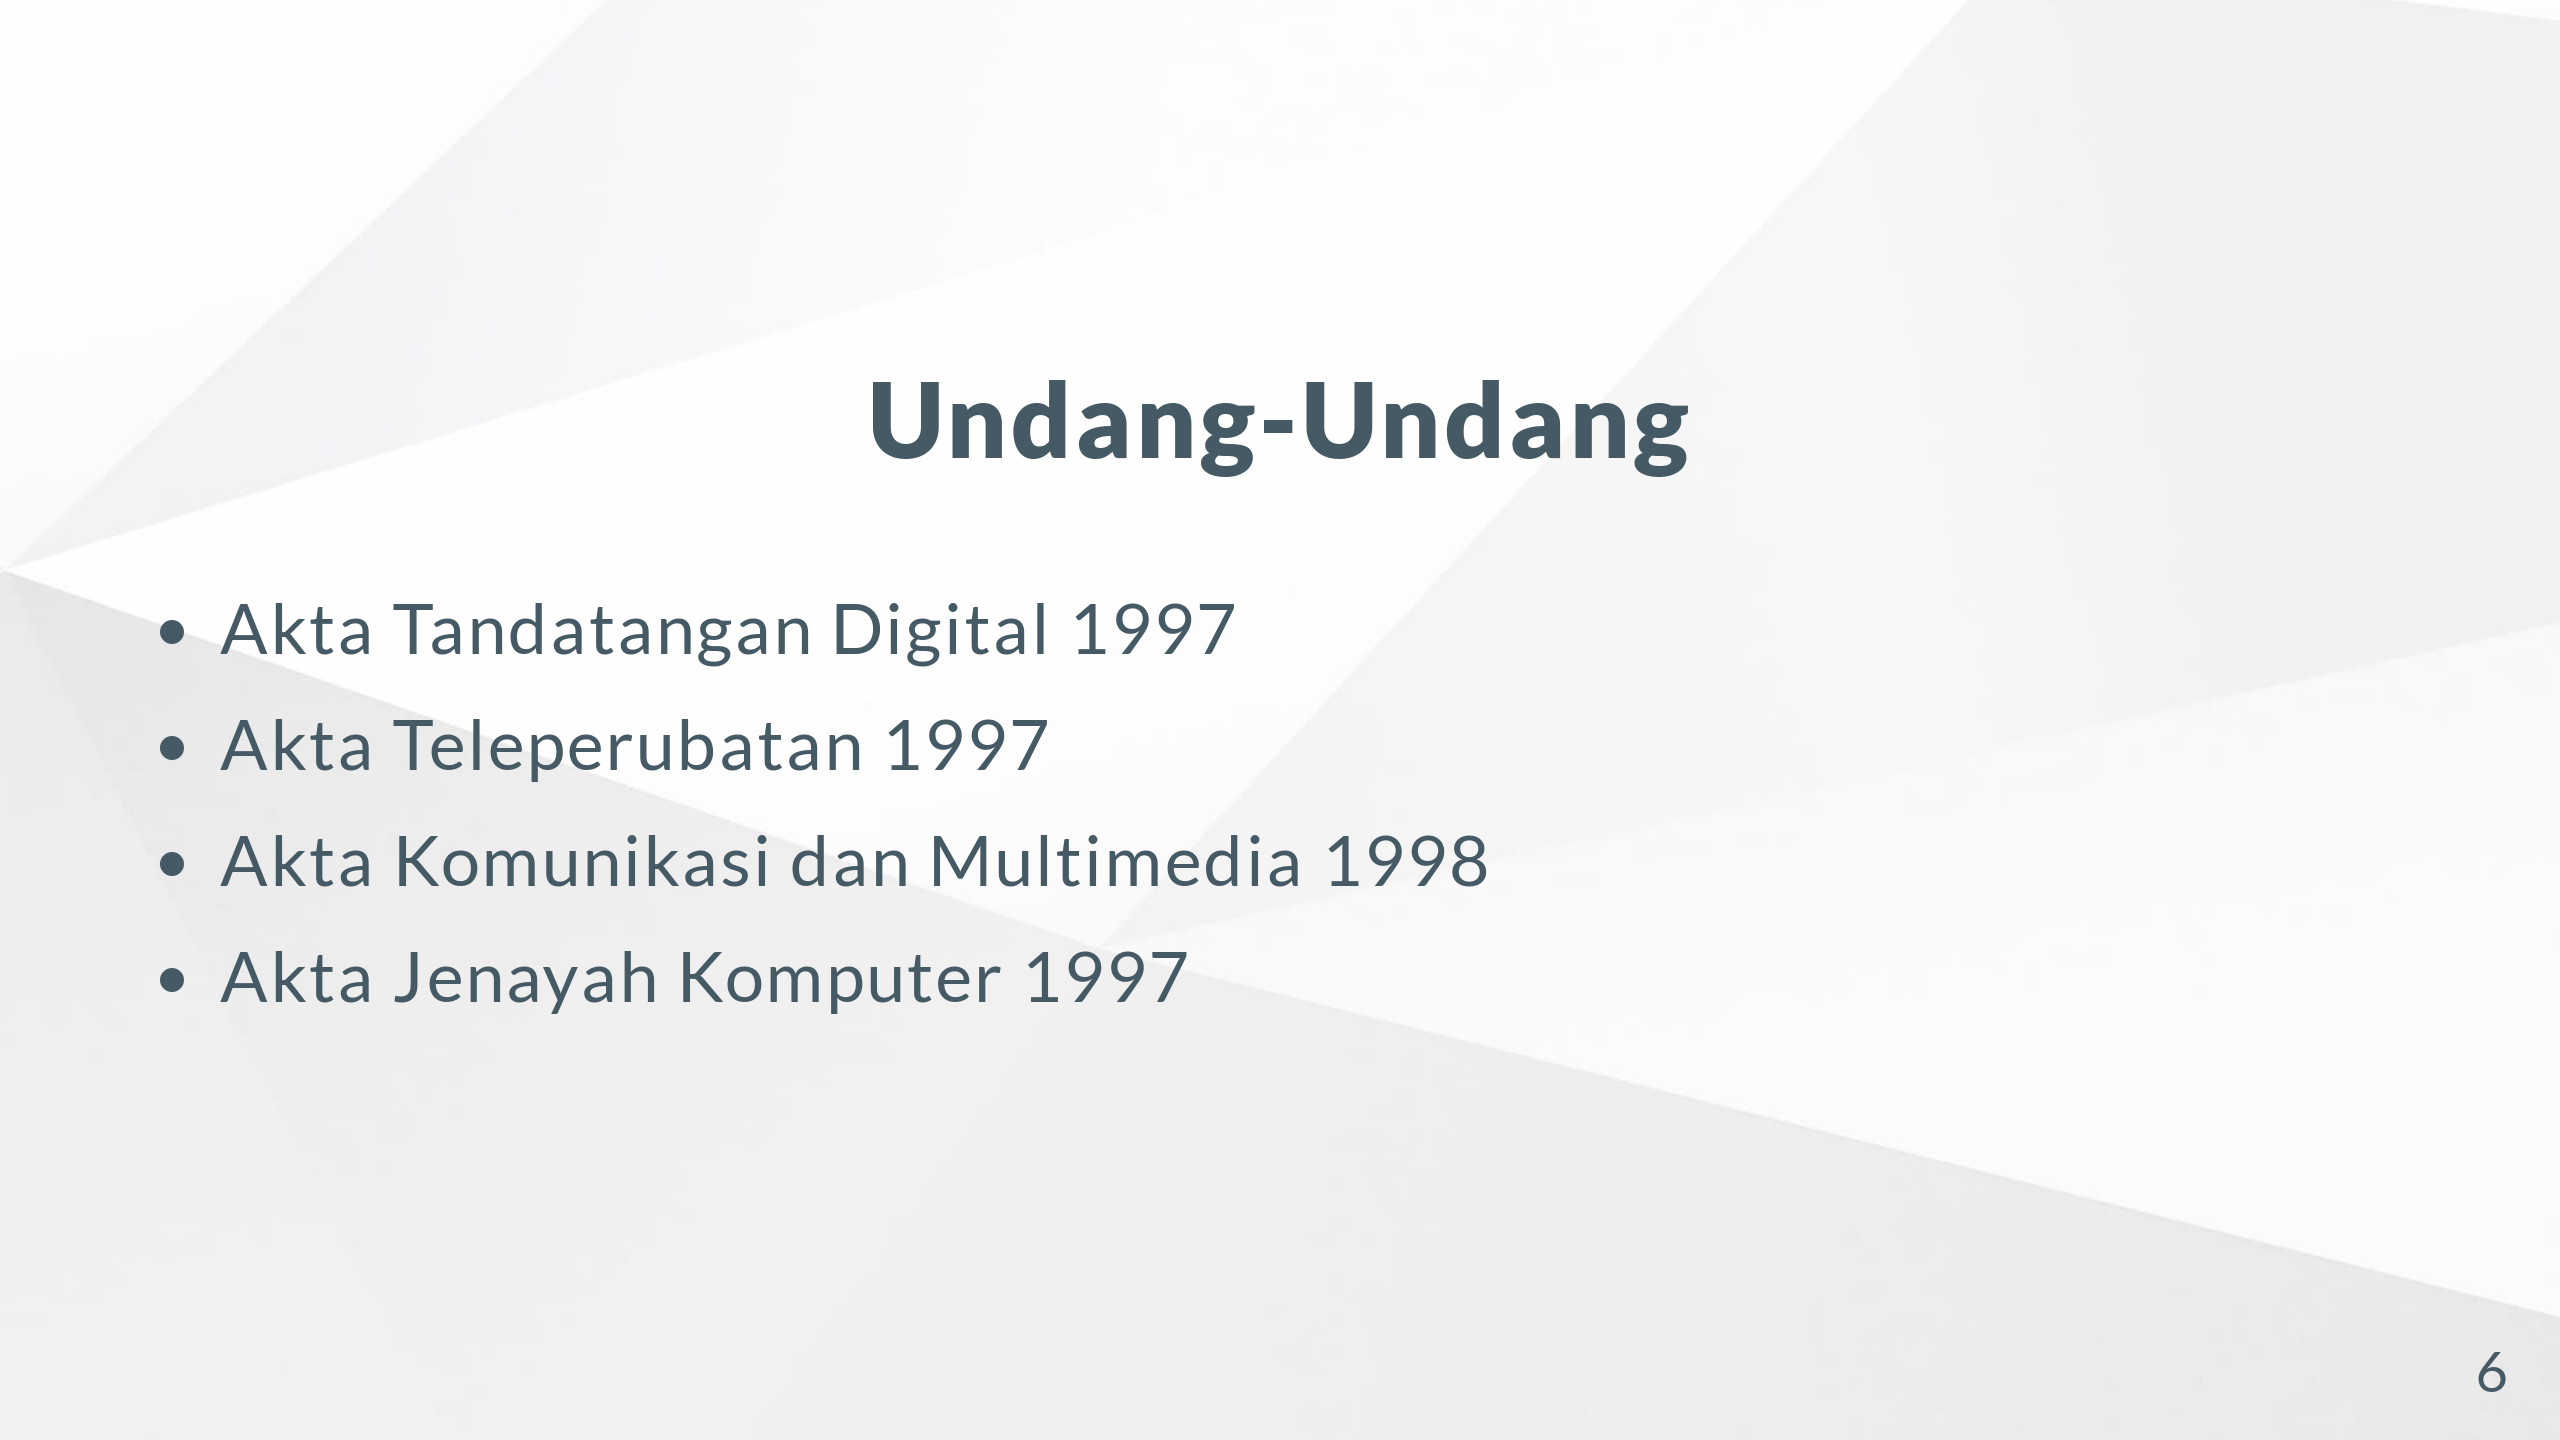 Undang-Undang
• Akta Tandatangan Digital 1997
• Akta Teleperubatan 1997
• Akta Komunikasi dan Multimedia 1998
• Akta Jenayah Komputer 1997
6